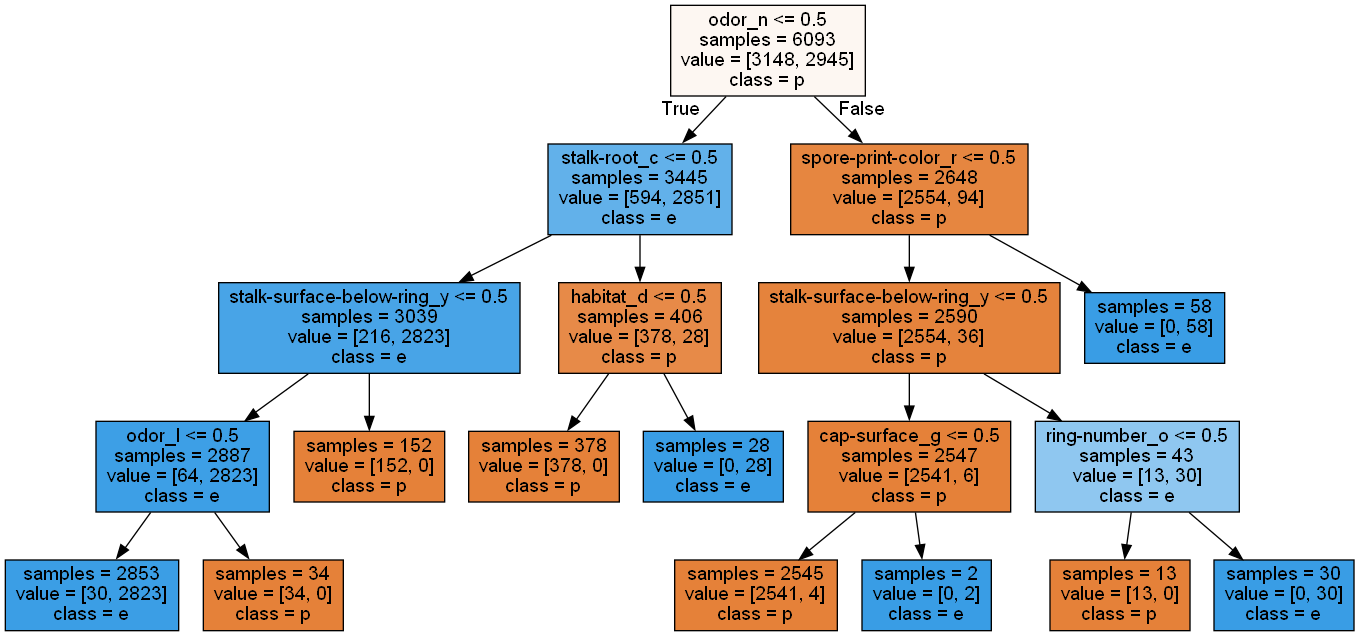 odor_n <= 0.5
samples = 6093
value = [3148, 2945]
class = p
True
False
stalk-root_c <= 0.5
samples = 3445
value = [594, 2851]
class = e
spore-print-color_r <= 0.5
samples = 2648
value = [2554, 94]
class = p
stalk-surface-below-ring_y <= 0.5
samples = 3039
value = [216, 2823]
class = e
habitat_d <= 0.5
samples = 406
value = [378, 28]
class = p
stalk-surface-below-ring_y <= 0.5
samples = 2590
value = [2554, 36]
class = p
samples = 58
value = [0, 58]
class = e
odor_l <= 0.5
samples = 2887
value = [64, 2823]
class = e
samples = 152
value = [152, 0]
class = p
samples = 378
value = [378, 0]
class = p
samples = 28
value = [0, 28]
class = e
cap-surface_g <= 0.5
samples = 2547
value = [2541, 6]
class = p
ring-number_o <= 0.5
samples = 43
value = [13, 30]
class = e
samples = 2853
value = [30, 2823]
class = e
samples = 34
value = [34, 0]
class = p
samples = 2545
value = [2541, 4]
class = p
samples = 2
value = [0, 2]
class = e
samples = 13
value = [13, 0]
class = p
samples = 30
value = [0, 30]
class = e